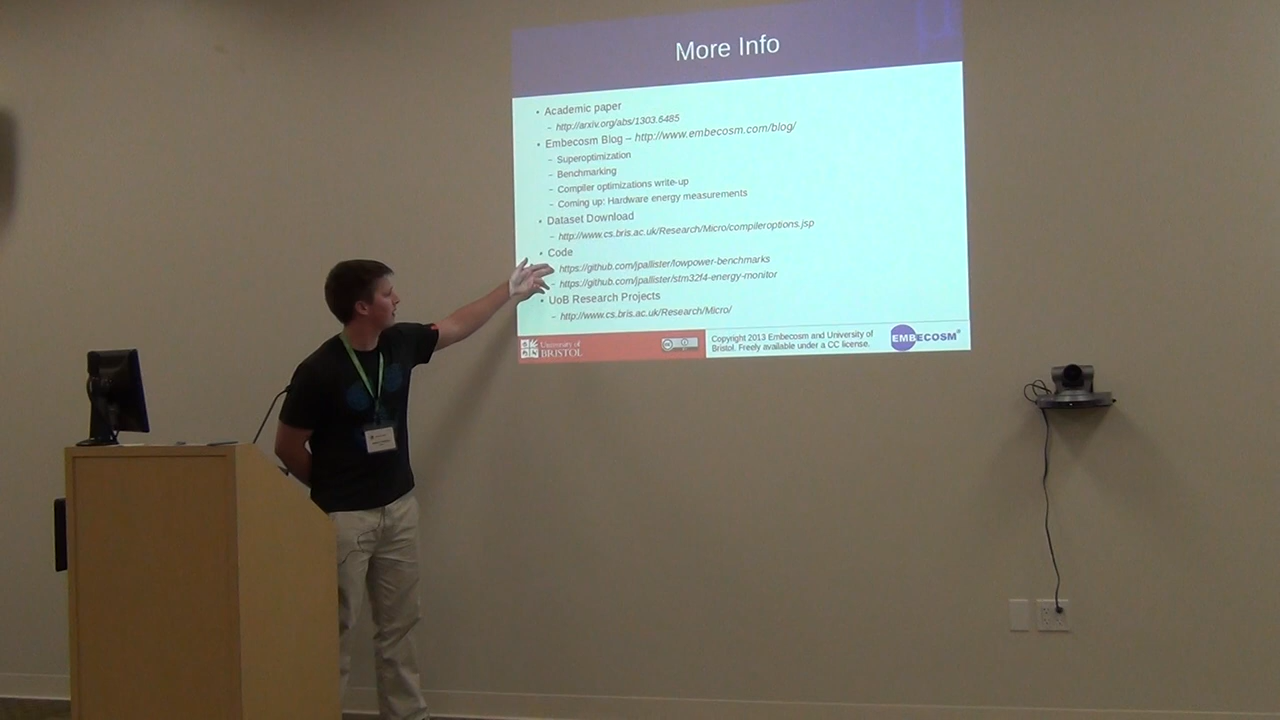 More Info
• Academic paper
– http://arxiv.org/abs/1303.6485
• Embecosm Blog – http://www.embecosm.com/blog/
– Superoptimization
– Benchmarking
– Compiler optimizations write-up
– Coming up: Hardware energy measurements
• Dataset Download
– http://www.cs.bris.ac.uk/Research/Micro/compileroptions.jsp
• Code
https://github.com/jpallister/lowpower-benchmarks
– https://github.com/jpallister/stm32f4-energy-monitor
• UoB Research Projects
– http://www.cs.bris.ac.uk/Research/Micro/
University of
BRISTOL
cc
Copyright 2013 Embecosm and University of
Bristol. Freely available under a CC license.
EMBECOSM®